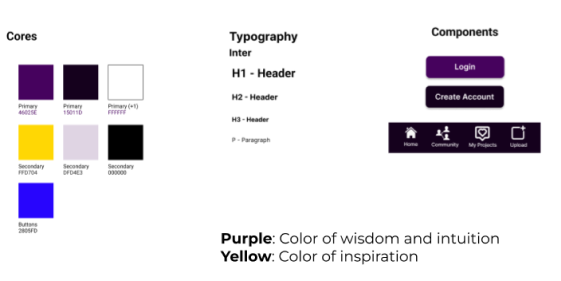 Cores
Primary
46025E
Primary
15011D
Primary (+1)
FFFFFF
Secondary
FFD704
Secondary
DFD4E3
Secondary
000000
Buttons
2805FD
Typography
Inter
H1 - Header
H2 - Header
H3 - Header
P - Paragraph
Components
Login
Create Account
Home
Community
My Projects
Upload
Purple: Color of wisdom and intuition
Yellow: Color of inspiration